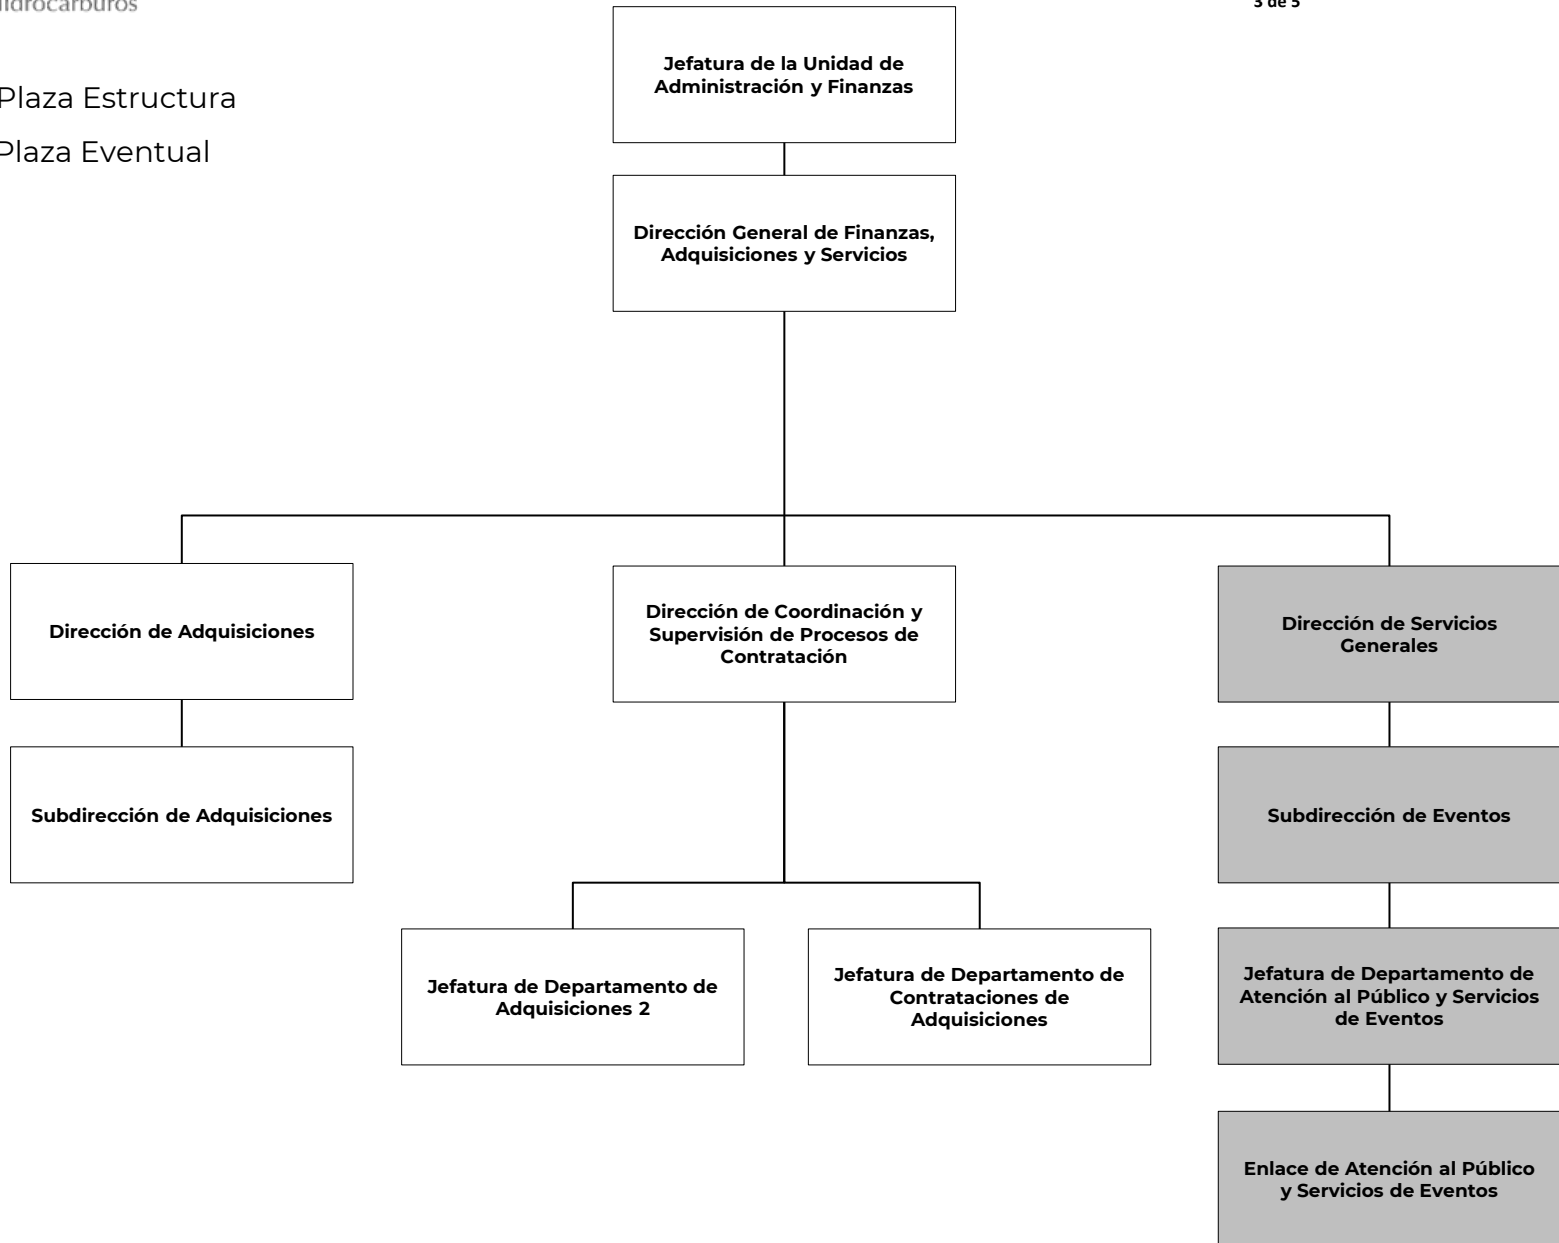 3 de 5
Plaza Estructura
Plaza Eventual
Jefatura de la Unidad de
Administración y Finanzas
Dirección General de Finanzas,
Adquisiciones y Servicios
Dirección de Adquisiciones
Dirección de Coordinación y
Supervisión de Procesos de
Contratación
Dirección de Servicios
Generales
Subdirección de Adquisiciones
Subdirección de Eventos
Jefatura de Departamento de
Adquisiciones 2
Jefatura de Departamento de
Contrataciones de
Adquisiciones
Jefatura de Departamento de
Atención al Público y Servicios
de Eventos
Enlace de Atención al Público
y Servicios de Eventos